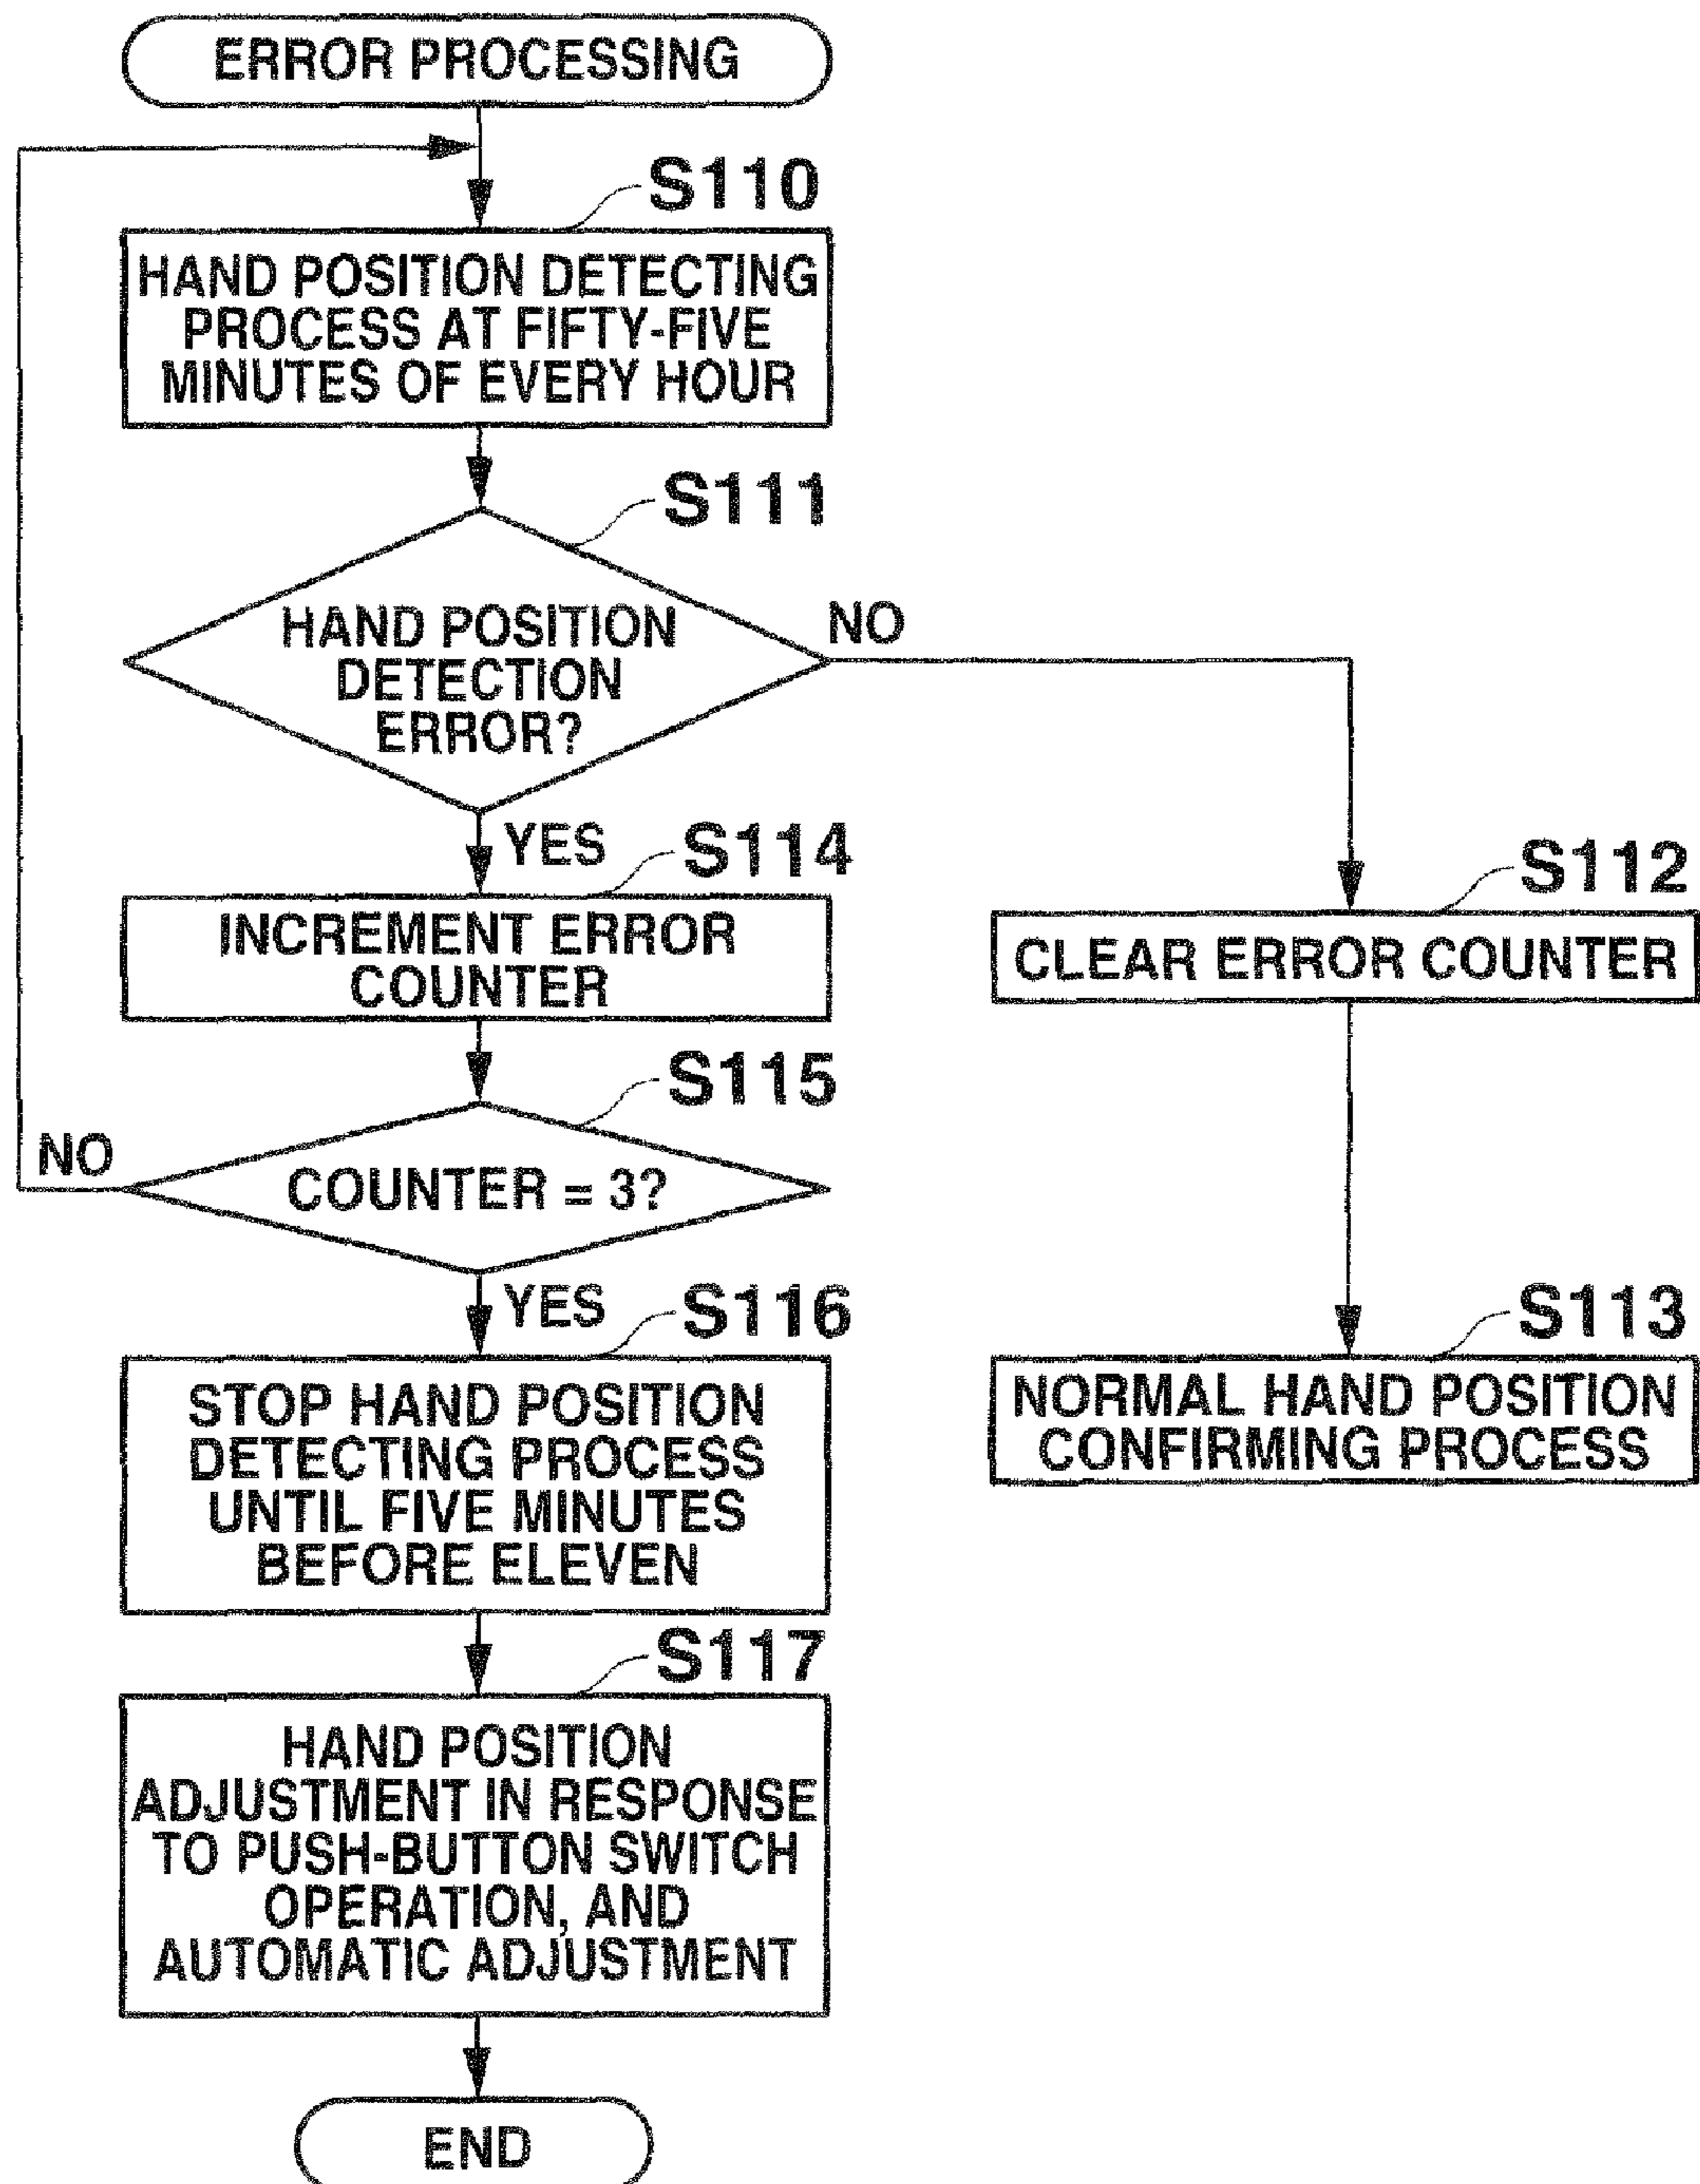 ERROR PROCESSING
S110
HAND POSITION DETECTING
PROCESS AT FIFTY-FIVE
MINUTES OF EVERY HOUR
S111
HAND POSITION
DETECTION
ERROR?
NO
YES
S114
INCREMENT ERROR
COUNTER
S112
CLEAR ERROR COUNTER
S115
COUNTER = 3?
NO
YES
S116
STOP HAND POSITION
DETECTING PROCESS
UNTIL FIVE MINUTES
BEFORE ELEVEN
S113
NORMAL HAND POSITION
CONFIRMING PROCESS
S117
HAND POSITION
ADJUSTMENT IN RESPONSE
TO PUSH-BUTTON SWITCH
OPERATION, AND
AUTOMATIC ADJUSTMENT
END